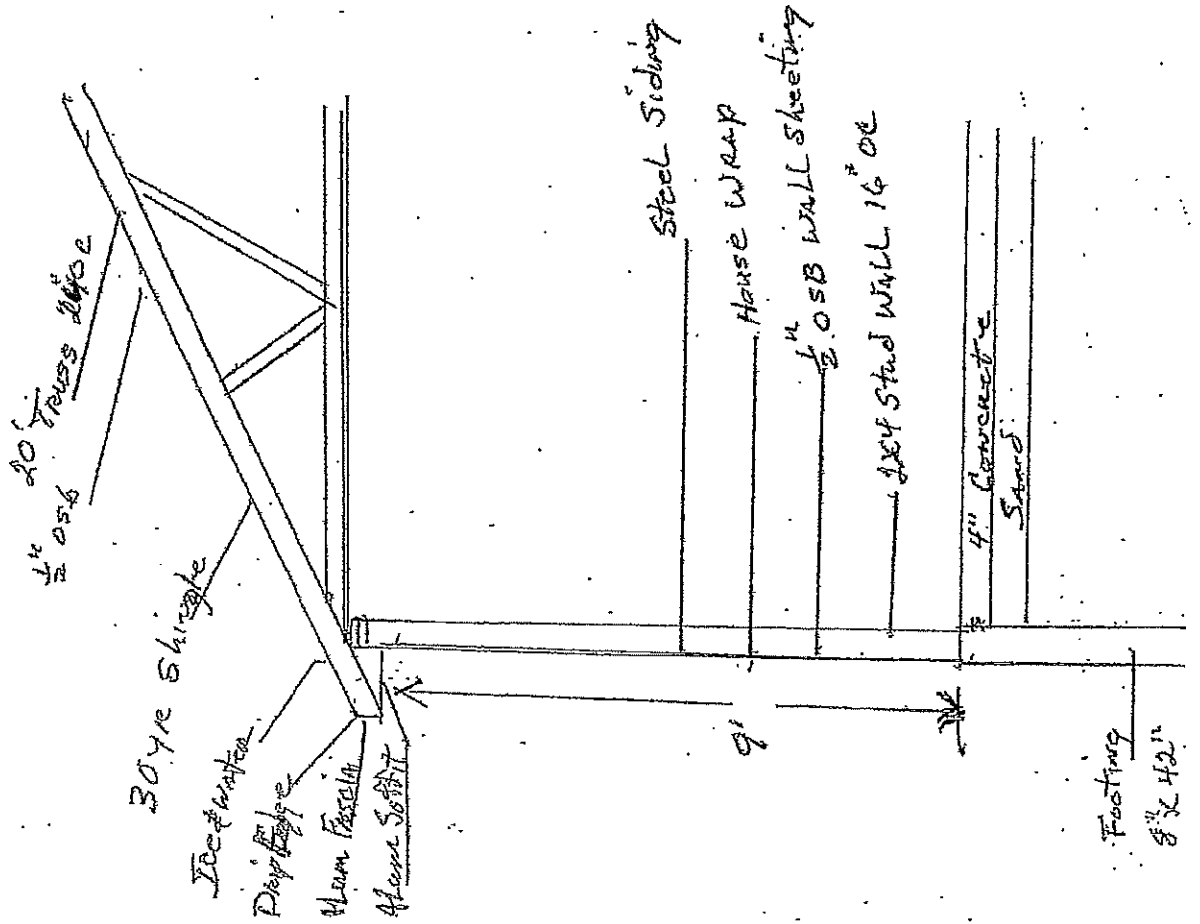 20' Truss 24" OC
1/2" OSB
30 yr Shingle
Ice & Water
Drip Edge
Alum Fascia
Alum Soffit
Steel Siding
House Wrap
1/2" OSB Wall Sheeting
2x4 Stud Wall 16" OC
9'
4" Concrete
Sand
Footing
8" x 42"